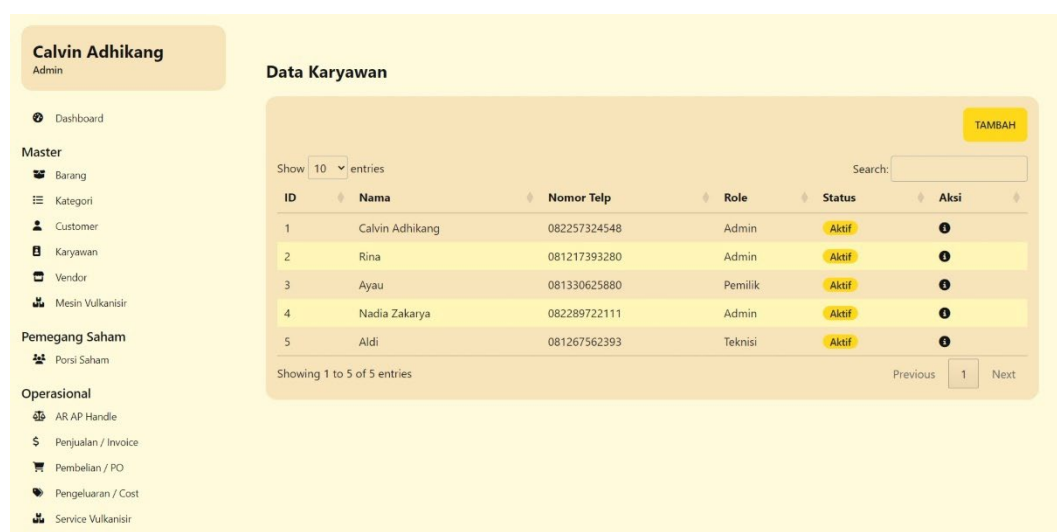 Calvin Adhikang
Admin
Dashboard
Master
Barang
Kategori
Customer
Karyawan
Vendor
Mesin Vulkanisir
Pemegang Saham
Porsi Saham
Operasional
AR AP Handle
Penjualan / Invoice
Pembelian / PO
Pengeluaran / Cost
Service Vulkanisir
Data Karyawan
TAMBAH
Show 10 entries Search:
ID Nama Nomor Telp Role Status Aksi
1 Calvin Adhikang 082257324548 Admin Aktif
2 Rina 081217393280 Admin Aktif
3 Ayau 081330625880 Pemilik Aktif
4 Nadia Zakarya 082289722111 Admin Aktif
5 Aldi 081267562393 Teknisi Aktif
Showing 1 to 5 of 5 entries Previous 1 Next